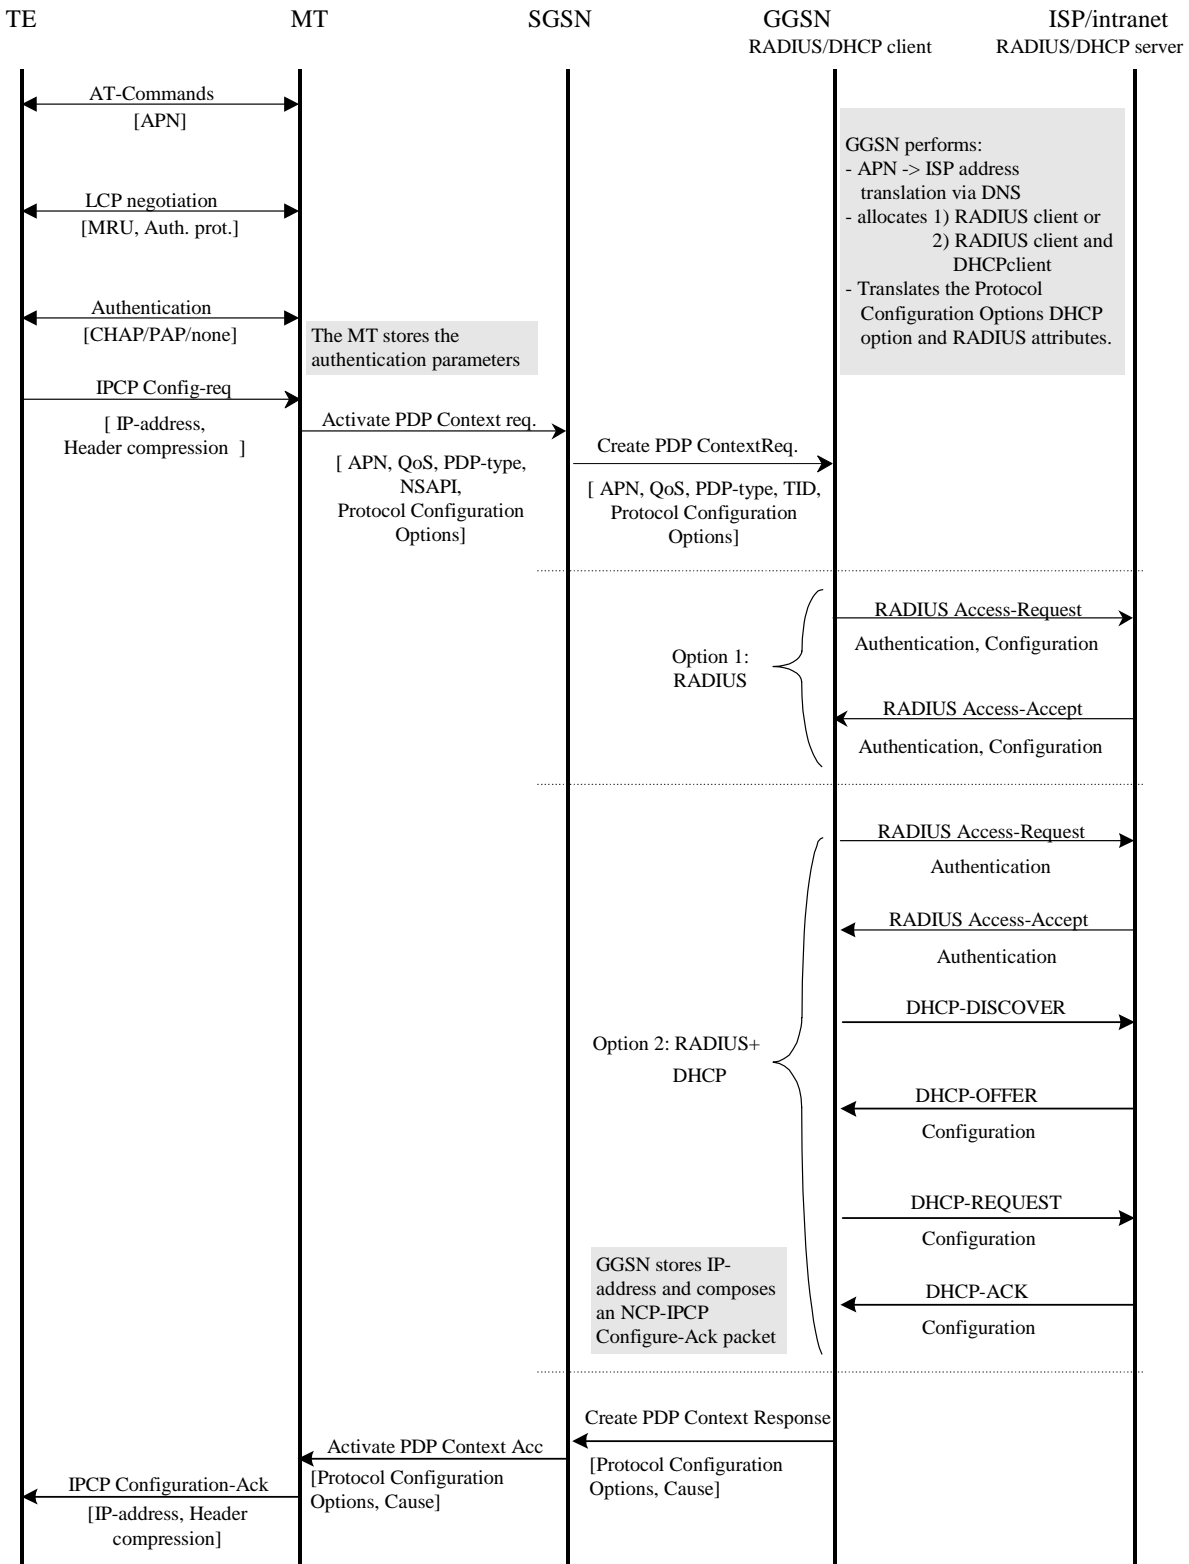 TE
MT
SGSN
GGSN
RADIUS/DHCP client
ISP/intranet
RADIUS/DHCP server
AT-Commands
[APN]
GGSN performs:
- APN -> ISP address
translation via DNS
- allocates 1) RADIUS client or
2) RADIUS client and
DHCPclient
- Translates the Protocol
Configuration Options DHCP
option and RADIUS attributes.
LCP negotiation
[MRU, Auth. prot.]
Authentication
[CHAP/PAP/none]
The MT stores the
authentication parameters
IPCP Config-req
[ IP-address,
Header compression ]
Activate PDP Context req.
[ APN, QoS, PDP-type,
NSAPI,
Protocol Configuration
Options]
Create PDP ContextReq.
[ APN, QoS, PDP-type, TID,
Protocol Configuration
Options]
Option 1:
RADIUS
RADIUS Access-Request
Authentication, Configuration
RADIUS Access-Accept
Authentication, Configuration
Option 2: RADIUS+
DHCP
RADIUS Access-Request
Authentication
RADIUS Access-Accept
Authentication
DHCP-DISCOVER
DHCP-OFFER
Configuration
DHCP-REQUEST
Configuration
DHCP-ACK
Configuration
GGSN stores IP-
address and composes
an NCP-IPCP
Configure-Ack packet
Create PDP Context Response
[Protocol Configuration
Options, Cause]
Activate PDP Context Acc
[Protocol Configuration
Options, Cause]
IPCP Configuration-Ack
[IP-address, Header
compression]